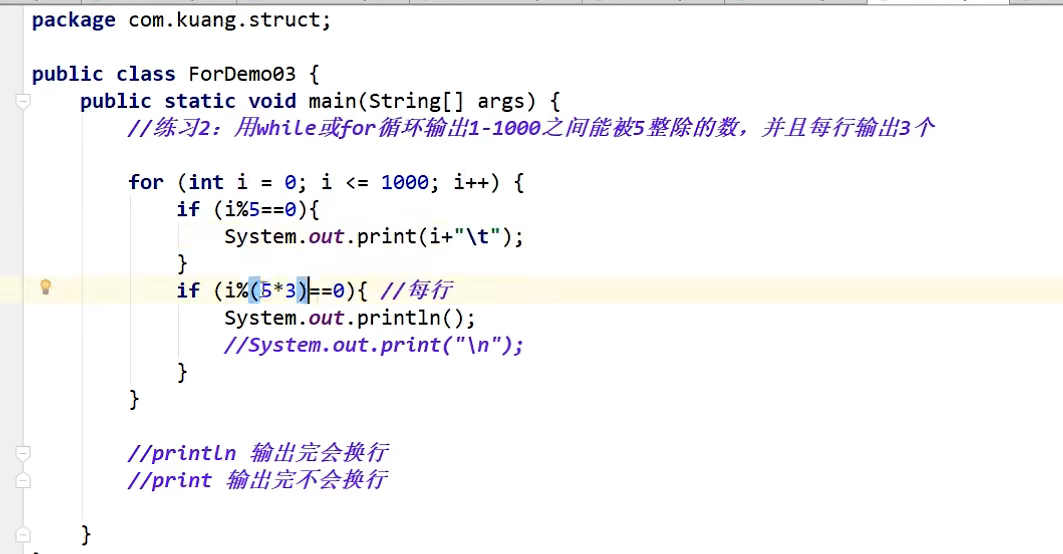 package com.kuang.struct;
public class ForDemo03 {
public static void main(String[] args) {
//练习2：用while或for循环输出1-1000之间能被5整除的数，并且每行输出3个
for (int i = 0; i <= 1000; i++) {
if (i%5==0){
System.out.print(i+"\t");
}
if (i%(5*3)==0){ //每行
System.out.println();
//System.out.print("\n");
}
}
//println 输出完会换行
//print 输出完不会换行
}